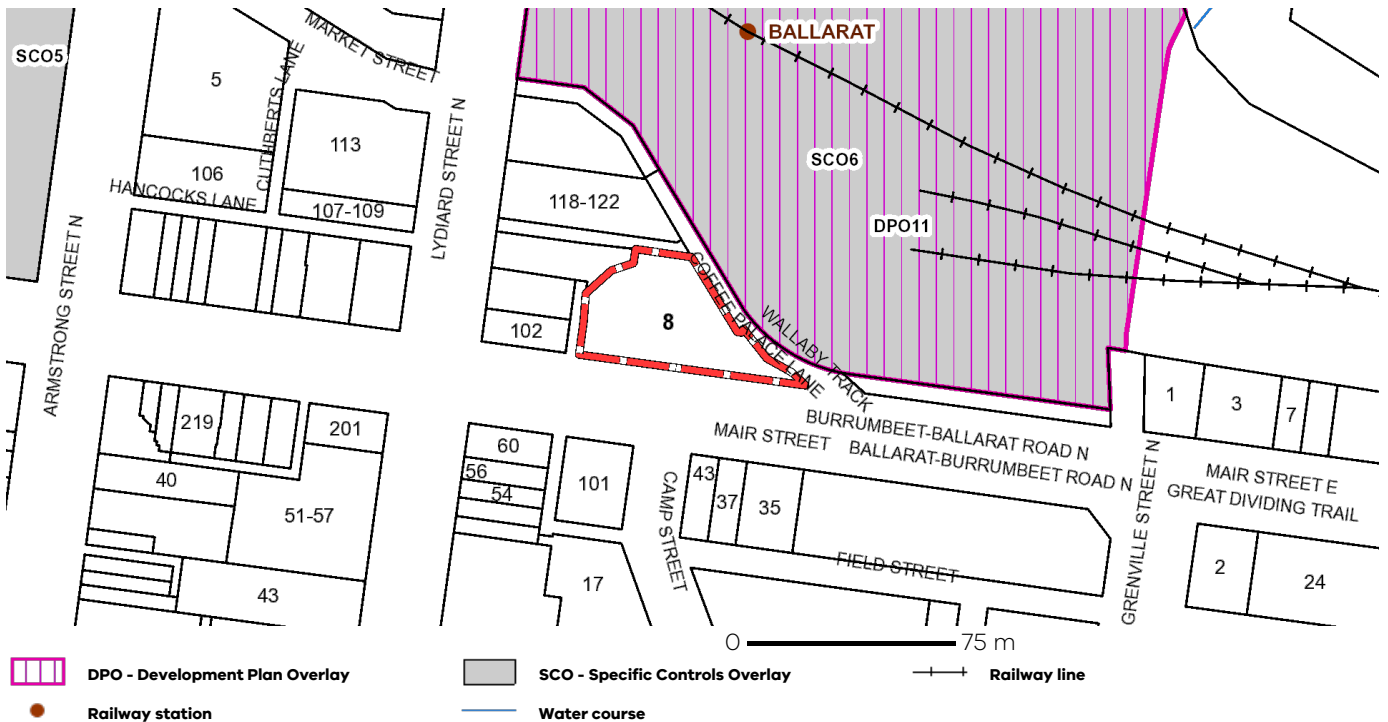 BALLARAT
MARKET STREET
SCO5
5
CUTHBERTS LANE
LYDIARD STREET N
113
SCO6
106
HANCOCKS LANE
107-109
118-122
DPO11
ARMSTRONG STREET N
COFFEE PALACE LANE
WALLABY TRACK
8
102
1
3
7
219
201
BURRUMBEET-BALLARAT ROAD N
MAIR STREET
BALLARAT-BURRUMBEET ROAD N
60
56
54
101
40
51-57
CAMP STREET
43
37
35
GRENVILLE STREET N
MAIR STREET E
GREAT DIVIDING TRAIL
FIELD STREET
43
17
2
24
0 75 m
DPO - Development Plan Overlay
SCO - Specific Controls Overlay
Railway line
Railway station
Water course